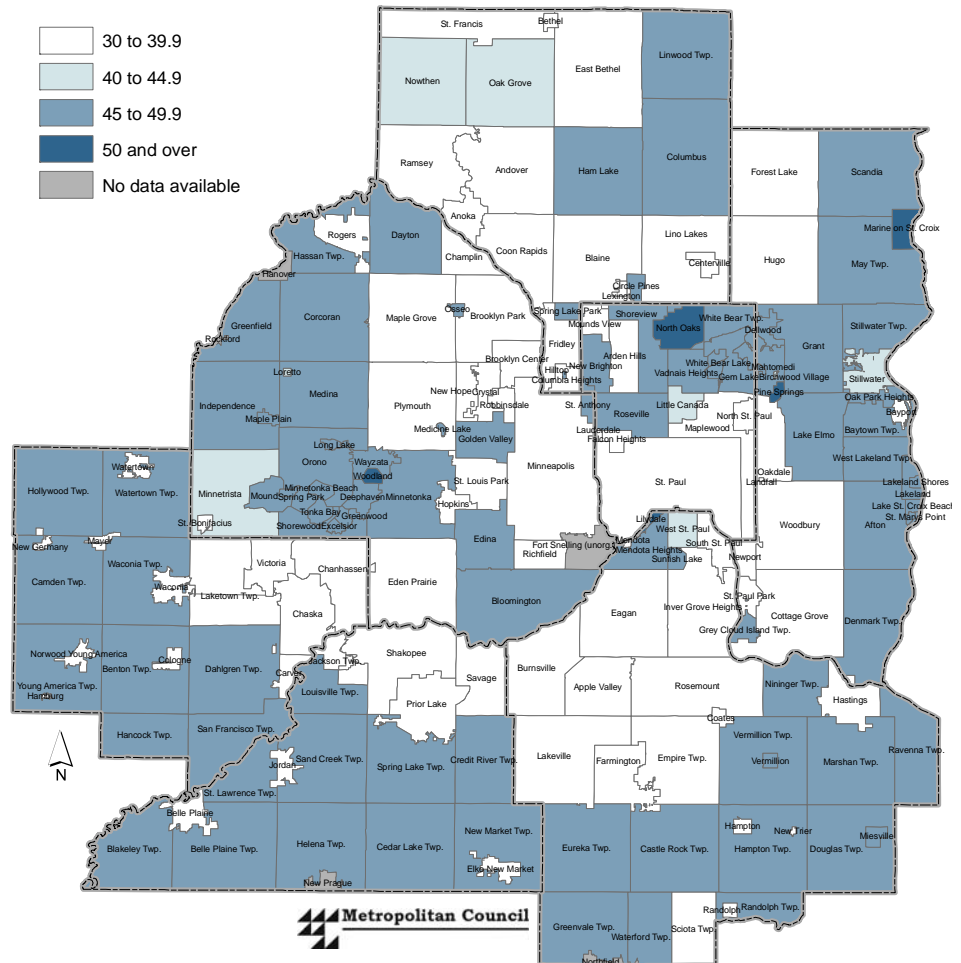 30 to 39.9
40 to 44.9
45 to 49.9
50 and over
No data available
St. Francis
Bethel
East Bethel
Linwood Twp.
Nowthen
Oak Grove
Ramsey
Andover
Ham Lake
Columbus
Forest Lake
Scandia
Anoka
Rogers
Dayton
Hassan Twp.
Champlin
Coon Rapids
Blaine
Lino Lakes
Centerville
Hugo
Marine on St. Croix
May Twp.
Hanover
Circle Pines
Lexington
Corcoran
Maple Grove
Osseo
Brooklyn Park
Spring Lake Park
Mounds View
Shoreview
North Oaks
White Bear Twp.
Dellwood
Grant
Stillwater Twp.
Greenfield
Rockford
Fridley
Brooklyn Center
Arden Hills
New Brighton
White Bear Lake
Mahtomedi
Vadnais Heights
Gem Lake
Birchwood Village
Stillwater
Loretto
Hilltop
Columbia Heights
Medina
Plymouth
New Hope
Crystal
Robbinsdale
Pine Springs
Oak Park Heights
Independence
Maple Plain
St. Anthony
Roseville
Little Canada
North St. Paul
Bayport
Maplewood
Lauderdale
Falcon Heights
Medicine Lake
Golden Valley
Lake Elmo
Baytown Twp.
Long Lake
Orono
Wayzata
Woodland
Minneapolis
St. Paul
Oakdale
Landfall
West Lakeland Twp.
Hollywood Twp.
Watertown
Watertown Twp.
Minnetrista
Mound
Spring Park
Minnetonka Beach
Deephaven
Minnetonka
St. Louis Park
Hopkins
Lakeland Shores
Lakeland
Tonka Bay
Greenwood
Shorewood
Excelsior
Woodbury
Lake St. Croix Beach
St. Marys Point
Afton
St. Bonifacius
Edina
Richfield
Fort Snelling (unorg.)
Lilydale
Mendota
West St. Paul
South St. Paul
Mendota Heights
Sunfish Lake
Newport
New Germany
Mayer
Waconia Twp.
Victoria
Chanhassen
Eden Prairie
Bloomington
Camden Twp.
Waconia
Laketown Twp.
Chaska
Eagan
Inver Grove Heights
St. Paul Park
Cottage Grove
Denmark Twp.
Grey Cloud Island Twp.
Norwood Young America
Benton Twp.
Cologne
Dahlgren Twp.
Carver
Jackson Twp.
Shakopee
Savage
Burnsville
Apple Valley
Rosemount
Nininger Twp.
Hastings
Young America Twp.
Hamburg
Louisville Twp.
Prior Lake
Coates
Hancock Twp.
San Francisco Twp.
Sand Creek Twp.
Jordan
Spring Lake Twp.
Credit River Twp.
Lakeville
Farmington
Empire Twp.
Vermillion Twp.
Vermillion
Marshan Twp.
Ravenna Twp.
N
St. Lawrence Twp.
Belle Plaine
Blakeley Twp.
Belle Plaine Twp.
Helena Twp.
Cedar Lake Twp.
New Market Twp.
Elko New Market
New Prague
Eureka Twp.
Castle Rock Twp.
Hampton
New Trier
Hampton Twp.
Douglas Twp.
Miesville
Metropolitan Council
Greenvale Twp.
Waterford Twp.
Sciota Twp.
Randolph
Randolph Twp.
Northfield